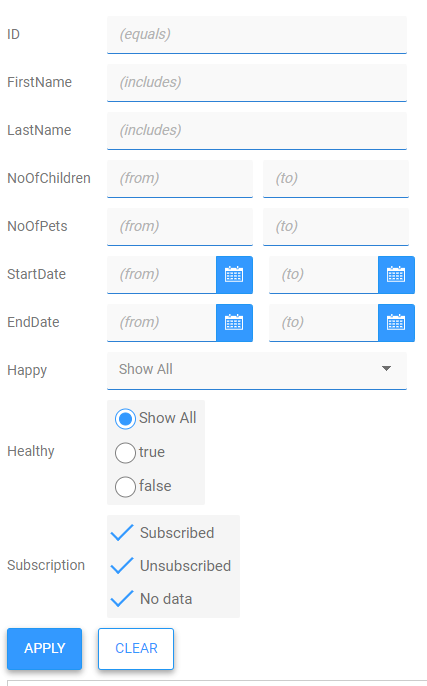 ID (equals)
FirstName (includes)
LastName (includes)
NoOfChildren (from) (to)
NoOfPets (from) (to)
StartDate (from) (to)
EndDate (from) (to)
Happy Show All
Show All
Healthy true
false
Subscribed
Subscription Unsubscribed
No data
APPLY CLEAR